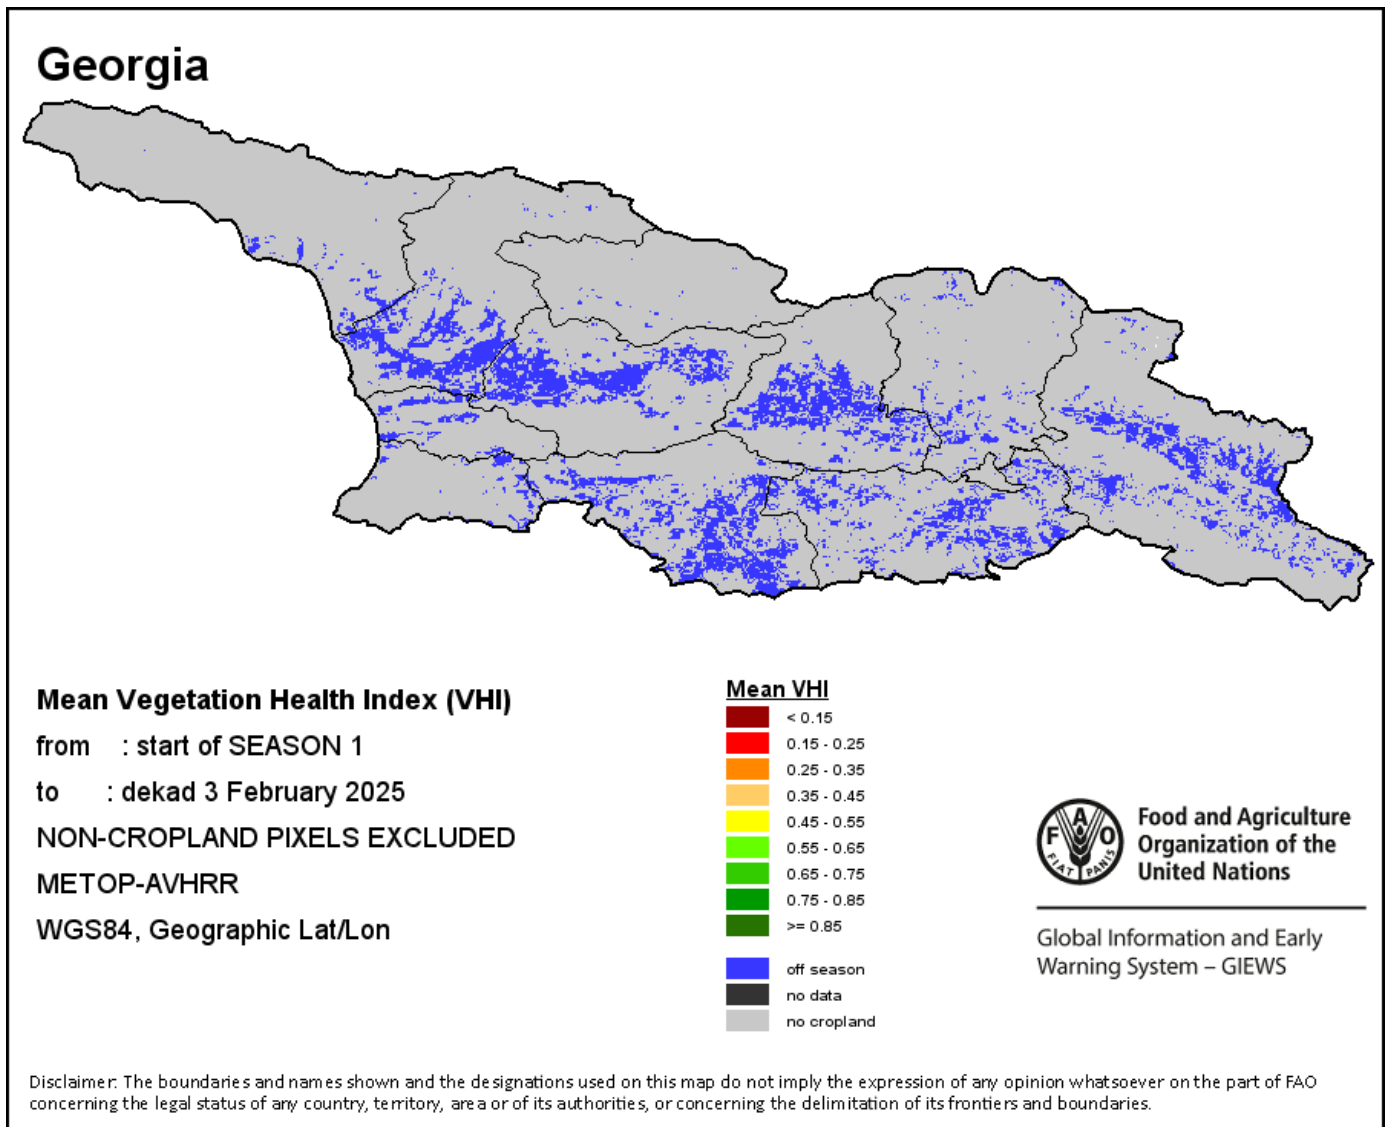 Georgia
Mean Vegetation Health Index (VHI)
from : start of SEASON 1
to : dekad 3 February 2025
NON-CROPLAND PIXELS EXCLUDED
METOP-AVHRR
WGS84, Geographic Lat/Lon
Mean VHI
< 0.15
0.15 - 0.25
0.25 - 0.35
0.35 - 0.45
0.45 - 0.55
0.55 - 0.65
0.65 - 0.75
0.75 - 0.85
>= 0.85
off season
no data
no cropland
F A O
FIAT PANIS
Food and Agriculture
Organization of the
United Nations
Global Information and Early
Warning System – GIEWS
Disclaimer: The boundaries and names shown and the designations used on this map do not imply the expression of any opinion whatsoever on the part of FAO
concerning the legal status of any country, territory, area or of its authorities, or concerning the delimitation of its frontiers and boundaries.